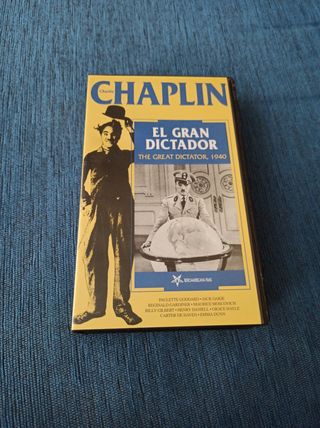 Charlie
CHAPLIN
EL GRAN
DICTADOR
THE GREAT DICTATOR, 1940
PAULETTE GODDARD • JACK OAKIE •
REGINALD GARDINER • MAURICE MOSCOVICH •
BILLY GILBERT • HENRY DANIELL • GRACE HAYLE
CARTER DE HAVEN • EMMA DUNN